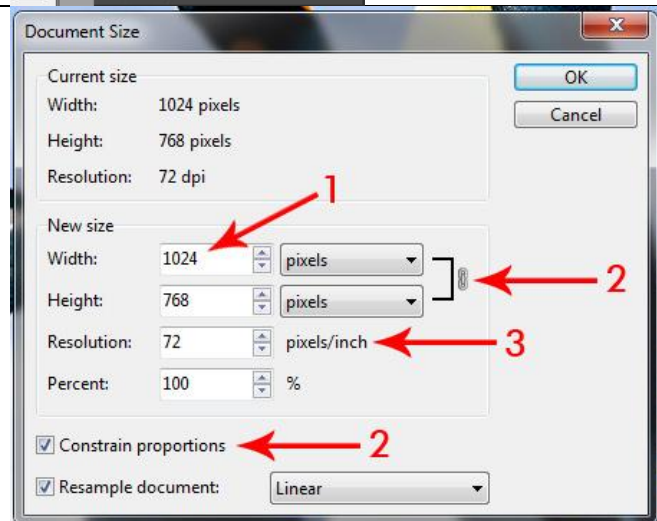 Document Size
Current size
Width: 1024 pixels
Height: 768 pixels
Resolution: 72 dpi
OK
Cancel
1
New size
Width: 1024 pixels
2
Height: 768 pixels
Resolution: 72 pixels/inch
3
Percent: 100 %
Constrain proportions
2
Resample document: Linear